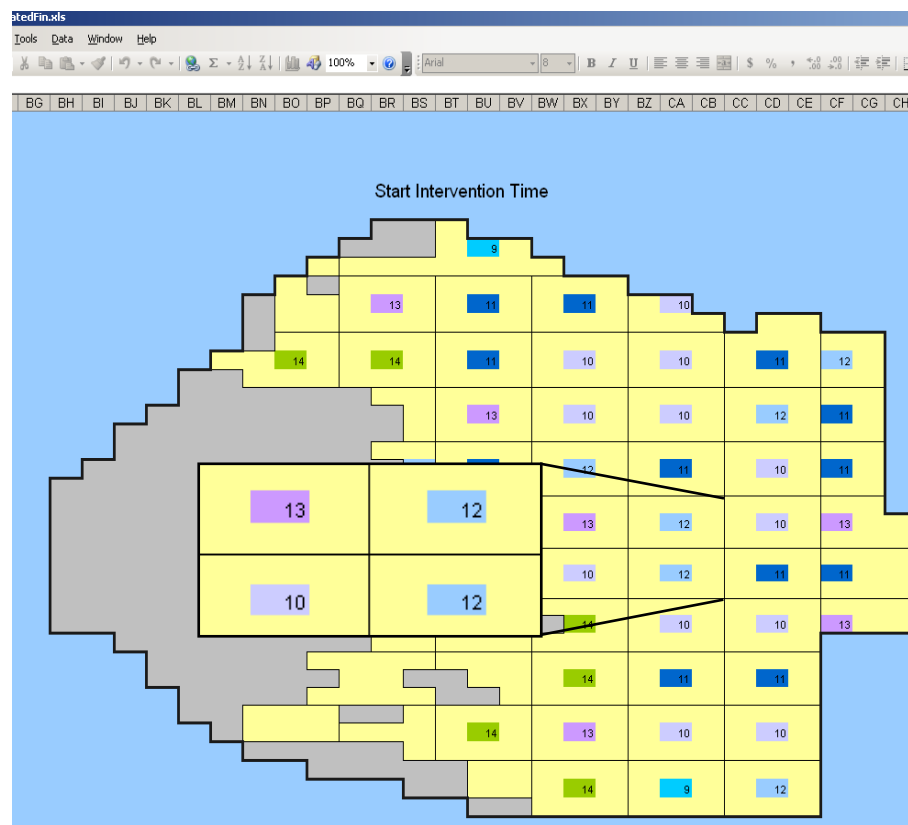 atedFin.xls
Tools Data Window Help
100% Arial 8 B I U $ % ,
BG BH BI BJ BK BL BM BN BO BP BQ BR BS BT BU BV BW BX BY BZ CA CB CC CD CE CF CG CH
Start Intervention Time
9
13 11 11 10
14 14 11 10 10 11 12
13 10 10 12 11
12 11 10 11
13 12 13 12 10 13
10 12 10 12 11 11
14 10 10 13
14 11 11
14 13 10 10
14 9 12